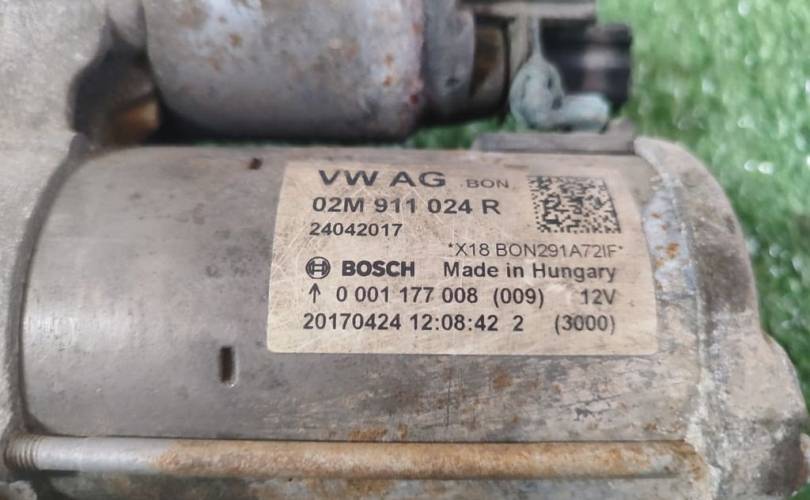 VW AG BON
02M 911 024 R
24042017
*X18 BON291A72IF*
BOSCH Made in Hungary
↑ 0 001 177 008 (009) 12V
20170424 12:08:42 2 (3000)